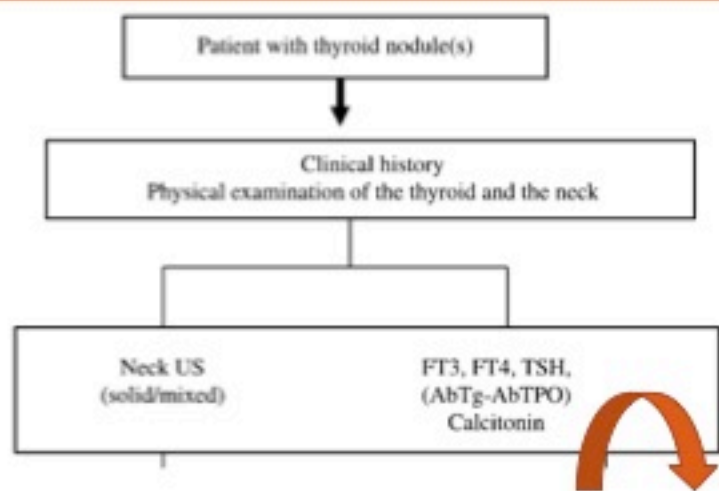 Patient with thyroid nodule(s)
Clinical history
Physical examination of the thyroid and the neck
Neck US
(solid/mixed)
FT3, FT4, TSH,
(AbTg-AbTPO)
Calcitonin